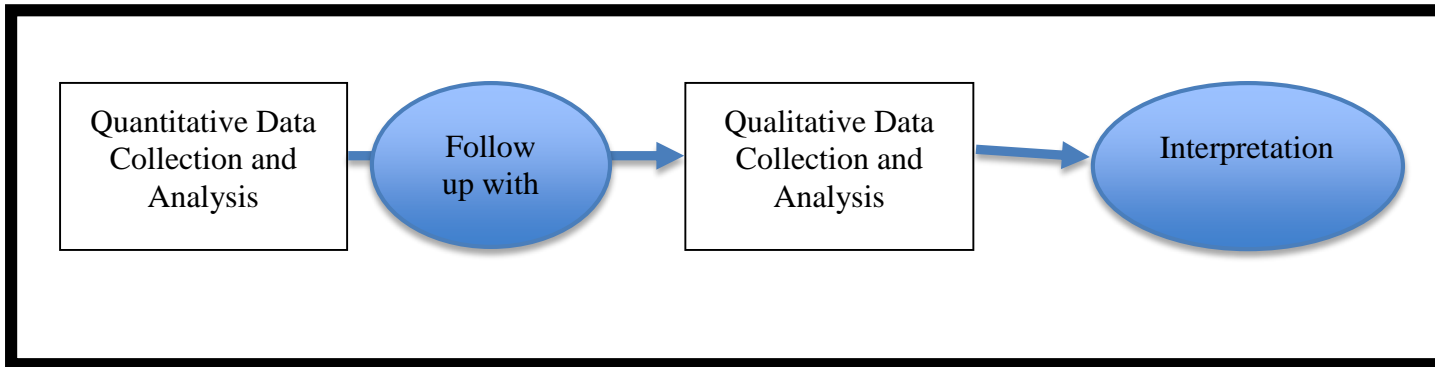 Quantitative Data
Collection and
Analysis
Follow
up with
Qualitative Data
Collection and
Analysis
Interpretation